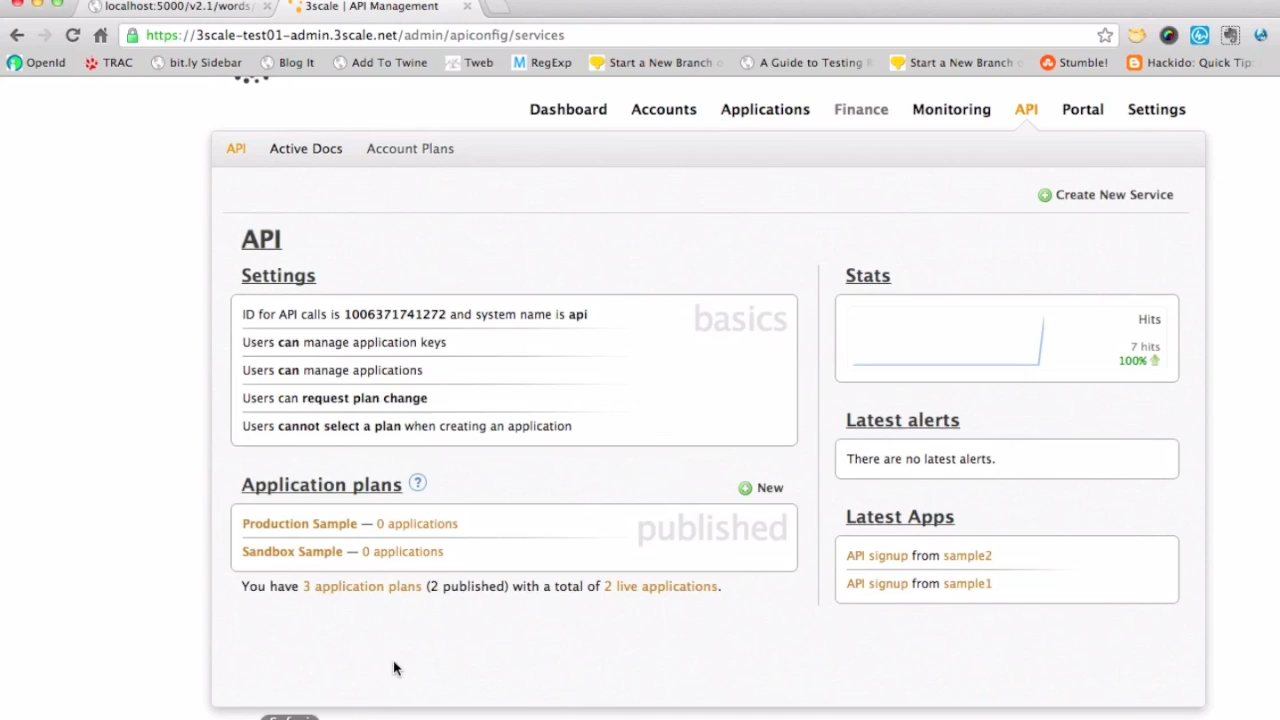 localhost:5000/v2.1/words
3scale | API Management
https://3scale-test01-admin.3scale.net/admin/apiconfig/services
OpenId TRAC bit.ly Sidebar Blog It Add To Twine Tweb RegExp Start a New Branch A Guide to Testing Start a New Branch Stumble! Hackido: Quick Tip:
Dashboard Accounts Applications Finance Monitoring API Portal Settings
API Active Docs Account Plans
Create New Service
API
Settings
basics
ID for API calls is 1006371741272 and system name is api
Users can manage application keys
Users can manage applications
Users can request plan change
Users cannot select a plan when creating an application
Application plans ?
New
published
Production Sample — 0 applications
Sandbox Sample — 0 applications
You have 3 application plans (2 published) with a total of 2 live applications.
Stats
Hits
7 hits
100%
Latest alerts
There are no latest alerts.
Latest Apps
API signup from sample2
API signup from sample1